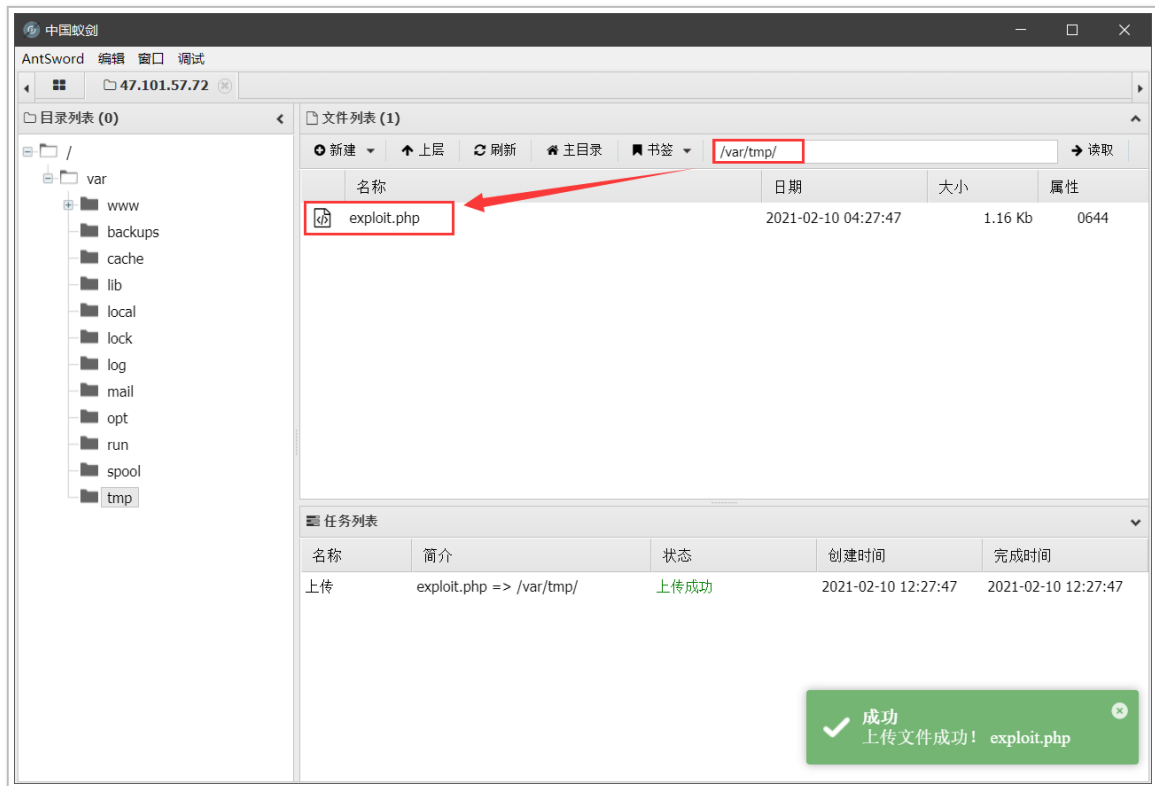 中国蚁剑
AntSword 编辑 窗口 调试
47.101.57.72
目录列表 (0)
/
var
www
backups
cache
lib
local
lock
log
mail
opt
run
spool
tmp
文件列表 (1)
新建 上层 刷新 主目录 书签 /var/tmp/ 读取
名称 日期 大小 属性
exploit.php 2021-02-10 04:27:47 1.16 Kb 0644
任务列表
名称 简介 状态 创建时间 完成时间
上传 exploit.php => /var/tmp/ 上传成功 2021-02-10 12:27:47 2021-02-10 12:27:47
成功
上传文件成功! exploit.php